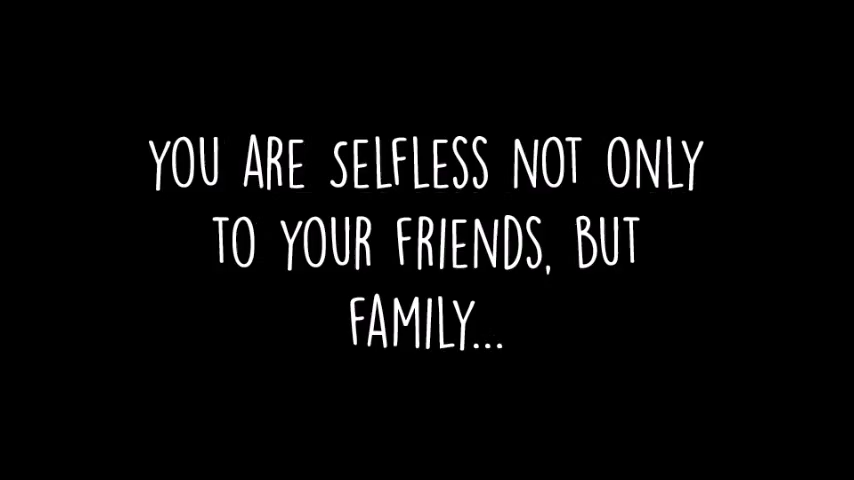 YOU ARE SELFLESS NOT ONLY
TO YOUR FRIENDS, BUT
FAMILY...